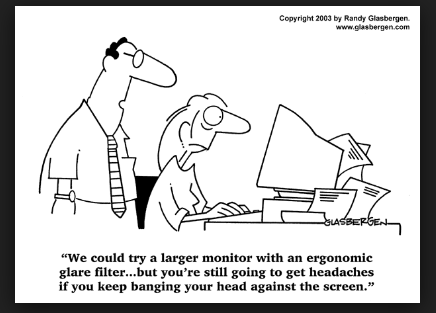 Copyright 2003 by Randy Glasbergen.
www.glasbergen.com
GLASBERGEN
“We could try a larger monitor with an ergonomic
glare filter...but you’re still going to get headaches
if you keep banging your head against the screen.”